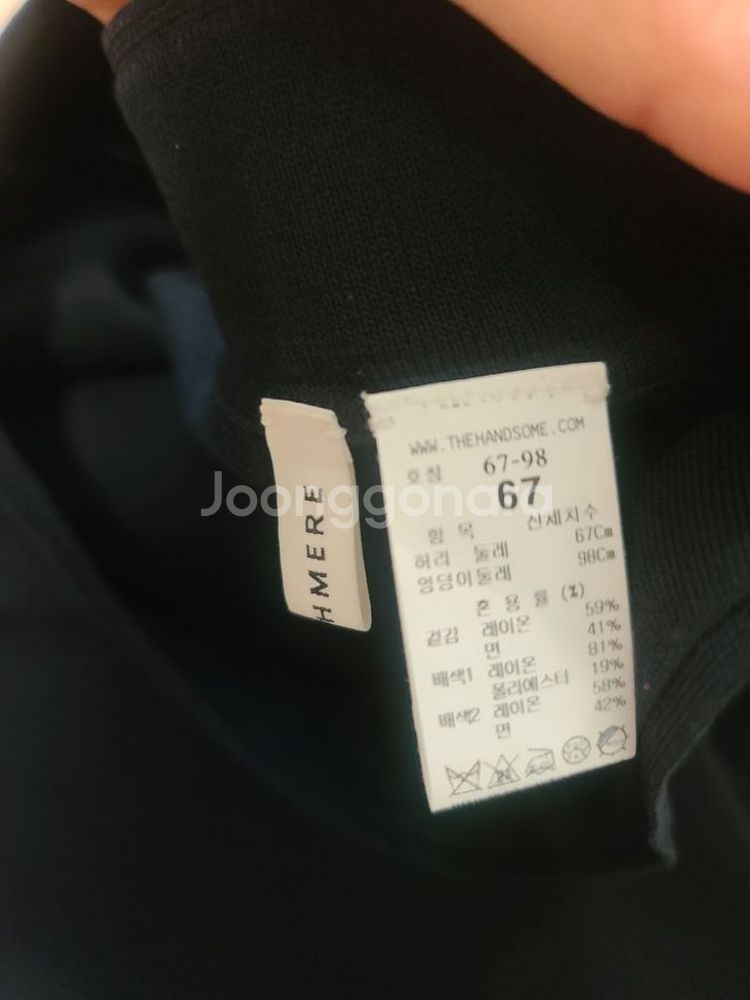 WWW.THEHANDSOME.COM
호칭 67-98
67
항 목 신체치수
허리 둘레 67Cm
엉덩이둘레 98Cm
혼 용 률 (%)
겉감 레이온 59%
면 41%
배색1 레이온 81%
폴리에스터 19%
배색2 레이온 58%
면 42%
HMERE
Joonggonara